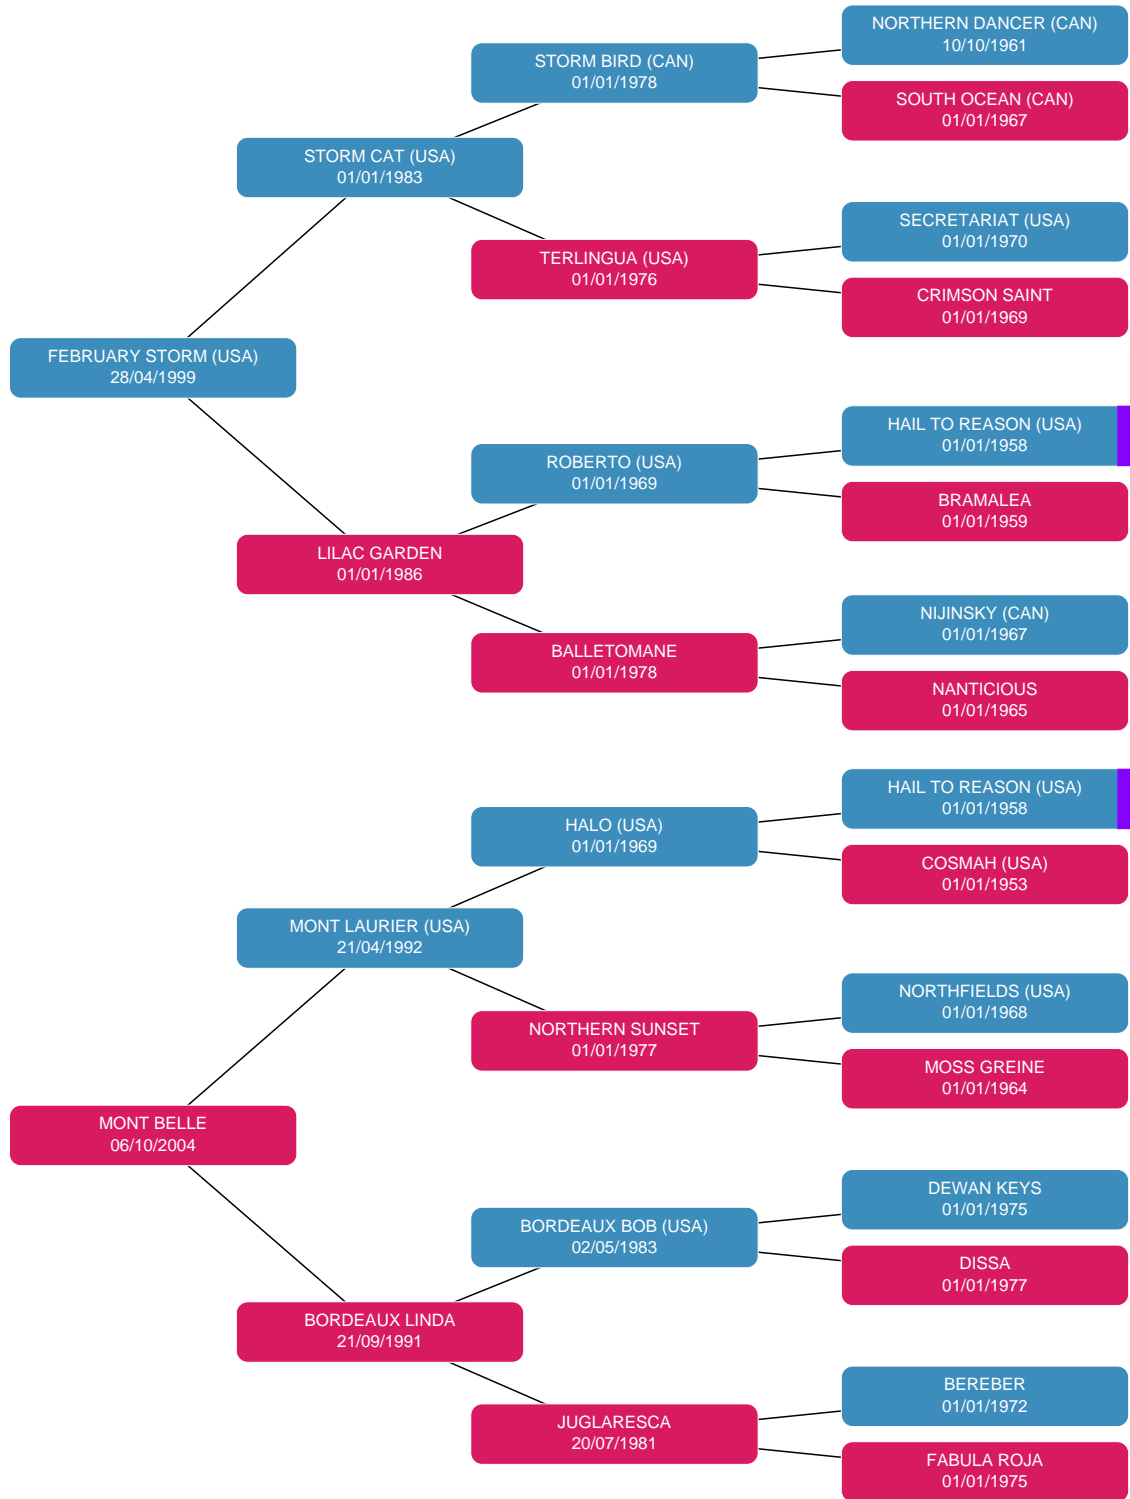 NORTHERN DANCER (CAN)
10/10/1961
STORM BIRD (CAN)
01/01/1978
SOUTH OCEAN (CAN)
01/01/1967
STORM CAT (USA)
01/01/1983
SECRETARIAT (USA)
01/01/1970
TERLINGUA (USA)
01/01/1976
CRIMSON SAINT
01/01/1969
FEBRUARY STORM (USA)
28/04/1999
HAIL TO REASON (USA)
01/01/1958
ROBERTO (USA)
01/01/1969
BRAMALEA
01/01/1959
LILAC GARDEN
01/01/1986
NIJINSKY (CAN)
01/01/1967
BALLETOMANE
01/01/1978
NANTICIOUS
01/01/1965
HAIL TO REASON (USA)
01/01/1958
HALO (USA)
01/01/1969
COSMAH (USA)
01/01/1953
MONT LAURIER (USA)
21/04/1992
NORTHFIELDS (USA)
01/01/1968
NORTHERN SUNSET
01/01/1977
MOSS GREINE
01/01/1964
MONT BELLE
06/10/2004
DEWAN KEYS
01/01/1975
BORDEAUX BOB (USA)
02/05/1983
DISSA
01/01/1977
BORDEAUX LINDA
21/09/1991
BEREBER
01/01/1972
JUGLARESCA
20/07/1981
FABULA ROJA
01/01/1975